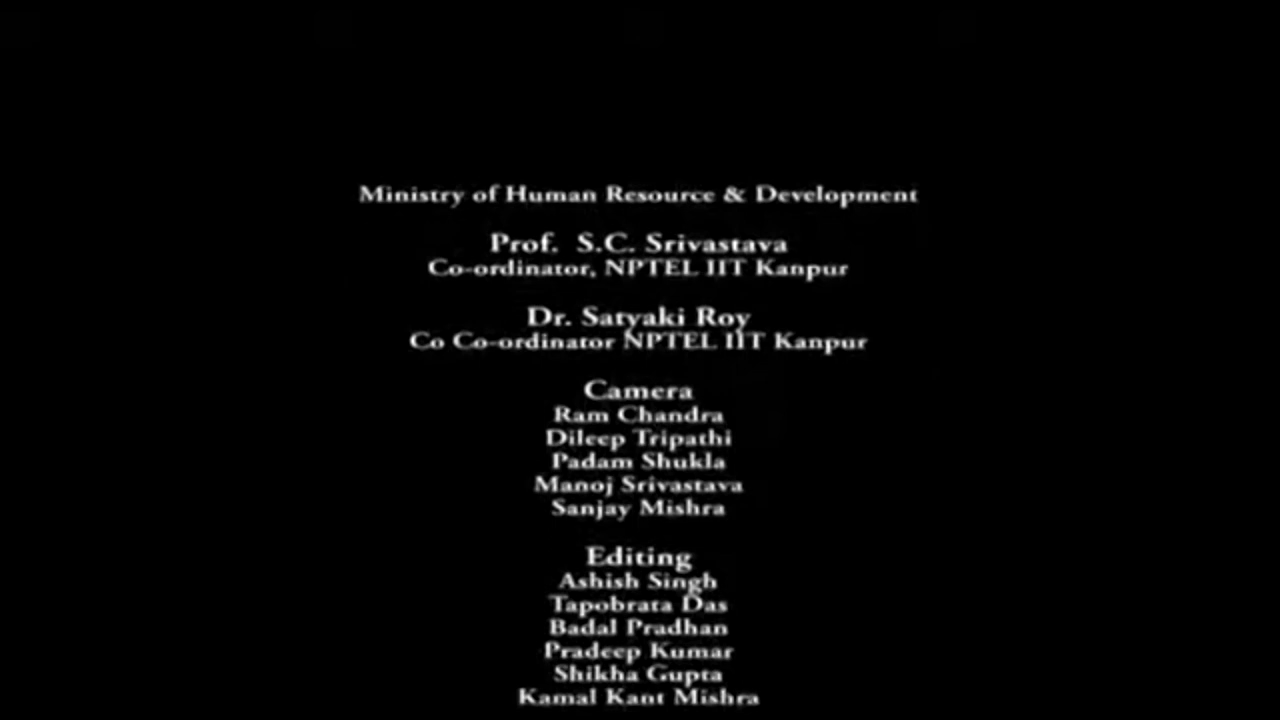 Ministry of Human Resource & Development
Prof. S.C. Srivastava
Co-ordinator, NPTEL IIT Kanpur
Dr. Satyaki Roy
Co Co-ordinator NPTEL IIT Kanpur
Camera
Ram Chandra
Dileep Tripathi
Padam Shukla
Manoj Srivastava
Sanjay Mishra
Editing
Ashish Singh
Tapobrata Das
Badal Pradhan
Pradeep Kumar
Shikha Gupta
Kamal Kant Mishra